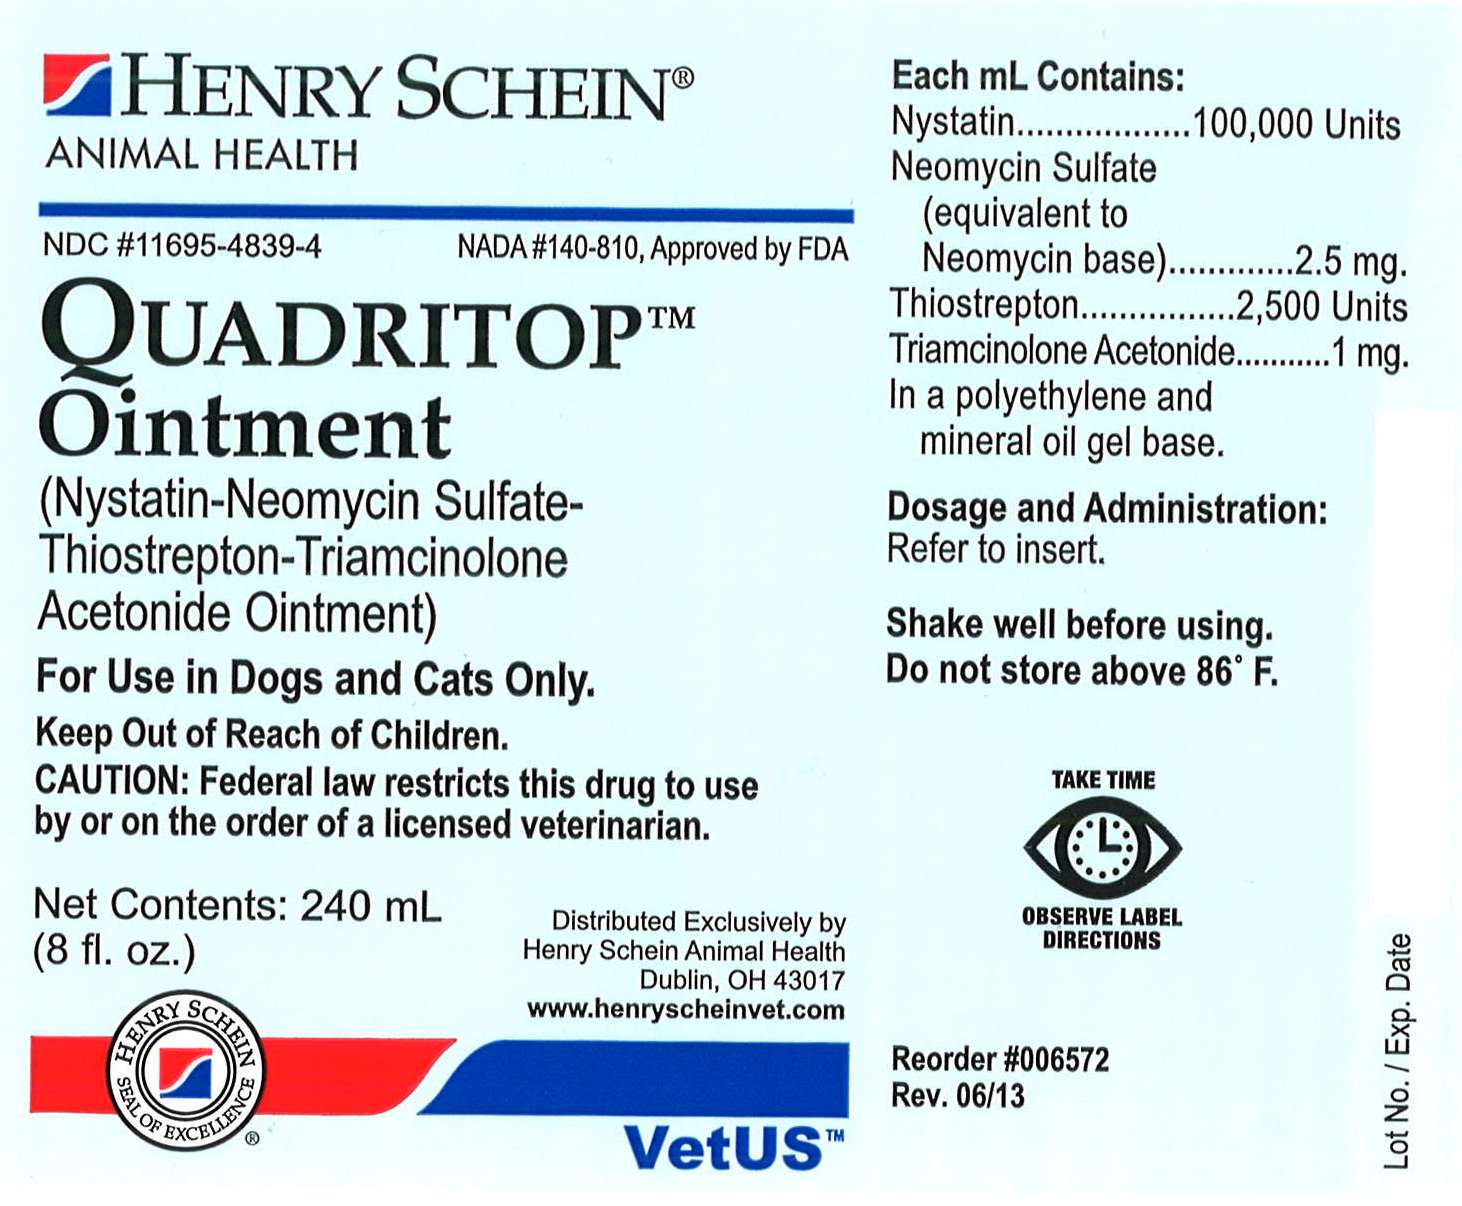 HENRY SCHEIN®
ANIMAL HEALTH
NDC #11695-4839-4 NADA #140-810, Approved by FDA
QUADRITOP™
Ointment
(Nystatin-Neomycin Sulfate-
Thiostrepton-Triamcinolone
Acetonide Ointment)
For Use in Dogs and Cats Only.
Keep Out of Reach of Children.
CAUTION: Federal law restricts this drug to use
by or on the order of a licensed veterinarian.
Net Contents: 240 mL
(8 fl. oz.)
Distributed Exclusively by
Henry Schein Animal Health
Dublin, OH 43017
www.henryscheinvet.com
HENRY SCHEIN
SEAL OF EXCELLENCE
®
VetUS™
Each mL Contains:
Nystatin..................100,000 Units
Neomycin Sulfate
(equivalent to
Neomycin base).............2.5 mg.
Thiostrepton................2,500 Units
Triamcinolone Acetonide...........1 mg.
In a polyethylene and
mineral oil gel base.
Dosage and Administration:
Refer to insert.
Shake well before using.
Do not store above 86° F.
TAKE TIME
OBSERVE LABEL
DIRECTIONS
Reorder #006572
Rev. 06/13
Lot No. / Exp. Date